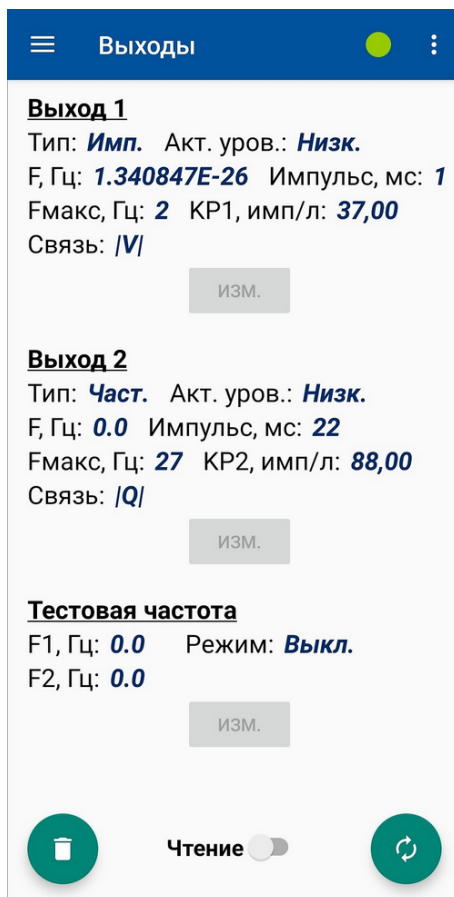 Выходы
Выход 1
Тип: Имп. Акт. уров.: Низк.
F, Гц: 1.340847E-26 Импульс, мс: 1
Fмакс, Гц: 2 КР1, имп/л: 37,00
Связь: |V|
изм.
Выход 2
Тип: Част. Акт. уров.: Низк.
F, Гц: 0.0 Импульс, мс: 22
Fмакс, Гц: 27 КР2, имп/л: 88,00
Связь: |Q|
изм.
Тестовая частота
F1, Гц: 0.0 Режим: Выкл.
F2, Гц: 0.0
изм.
Чтение